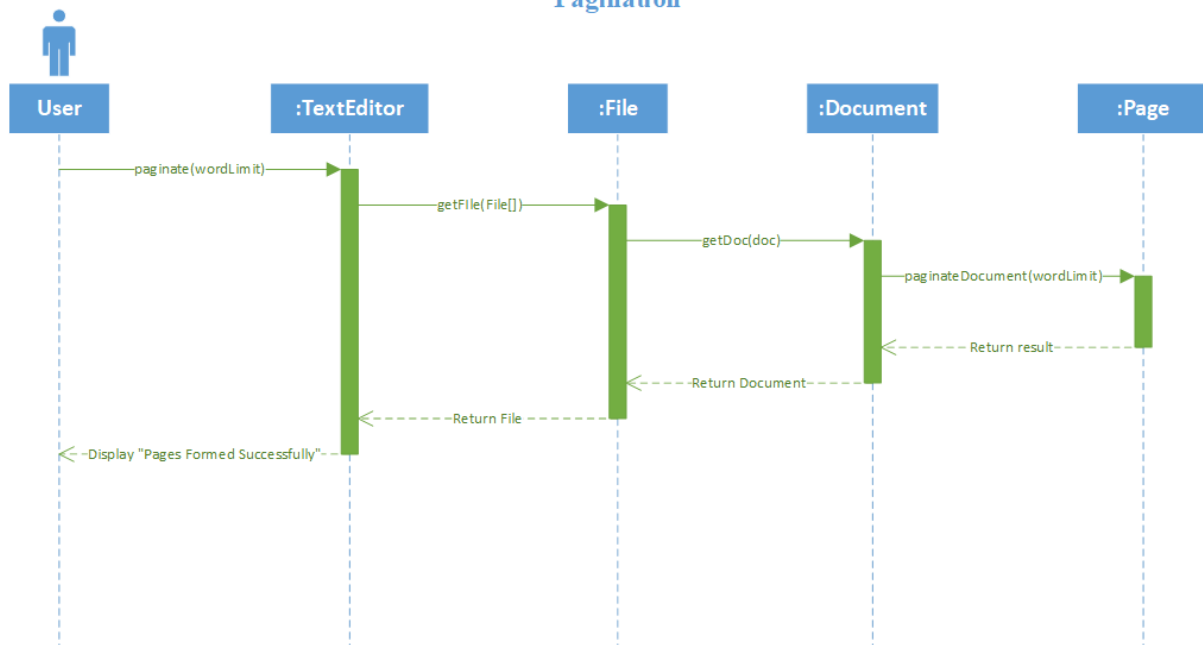 Pagination
User
:TextEditor
:File
:Document
:Page
paginate(wordLimit)
getFIle(File[])
getDoc(doc)
paginateDocument(wordLimit)
Return result
Return Document
Return File
Display "Pages Formed Successfully"